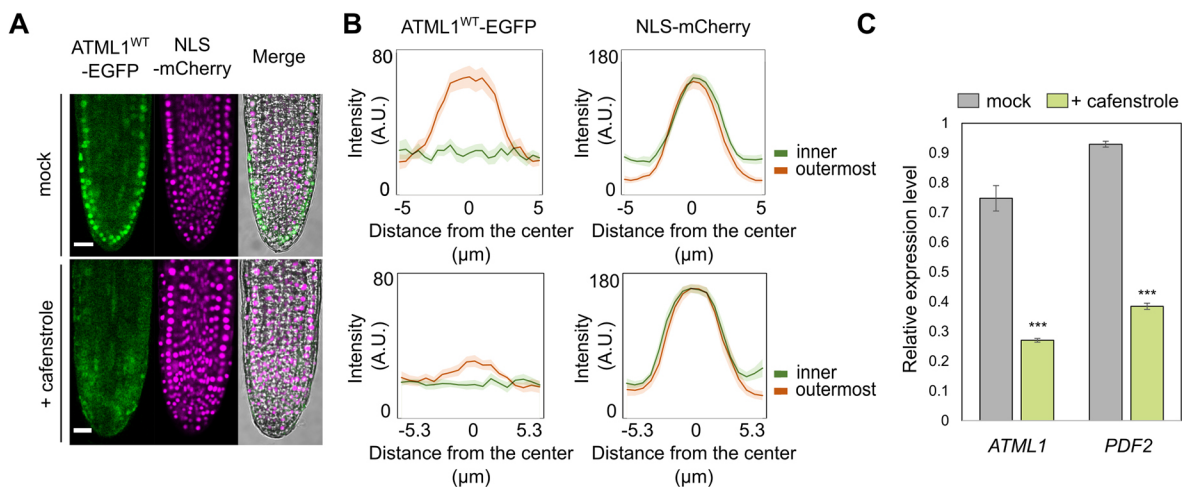 A
ATML1WT
-EGFP
NLS
-mCherry
Merge
mock
+ cafenstrole
B
ATML1WT-EGFP
NLS-mCherry
80
Intensity
(A.U.)
0
-5 0 5
Distance from the center
(µm)
180
Intensity
(A.U.)
0
-5 0 5
Distance from the center
(µm)
inner
outermost
80
Intensity
(A.U.)
0
-5.3 0 5.3
Distance from the center
(µm)
180
Intensity
(A.U.)
0
-5.3 0 5.3
Distance from the center
(µm)
inner
outermost
C
mock + cafenstrole
Relative expression level
1
0.9
0.8
0.7
0.6
0.5
0.4
0.3
0.2
0.1
0
***
***
ATML1 PDF2